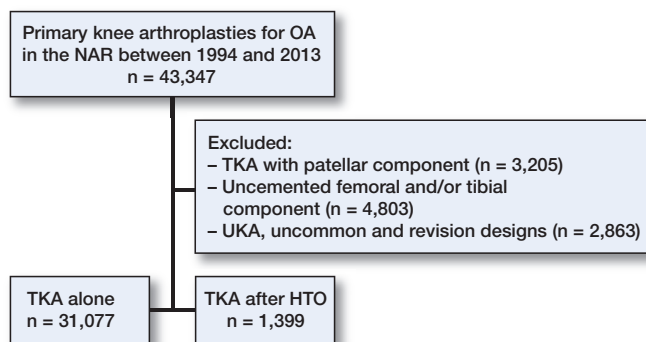 Primary knee arthroplasties for OA
in the NAR between 1994 and 2013
n = 43,347
Excluded:
– TKA with patellar component (n = 3,205)
– Uncemented femoral and/or tibial
component (n = 4,803)
– UKA, uncommon and revision designs (n = 2,863)
TKA alone
n = 31,077
TKA after HTO
n = 1,399